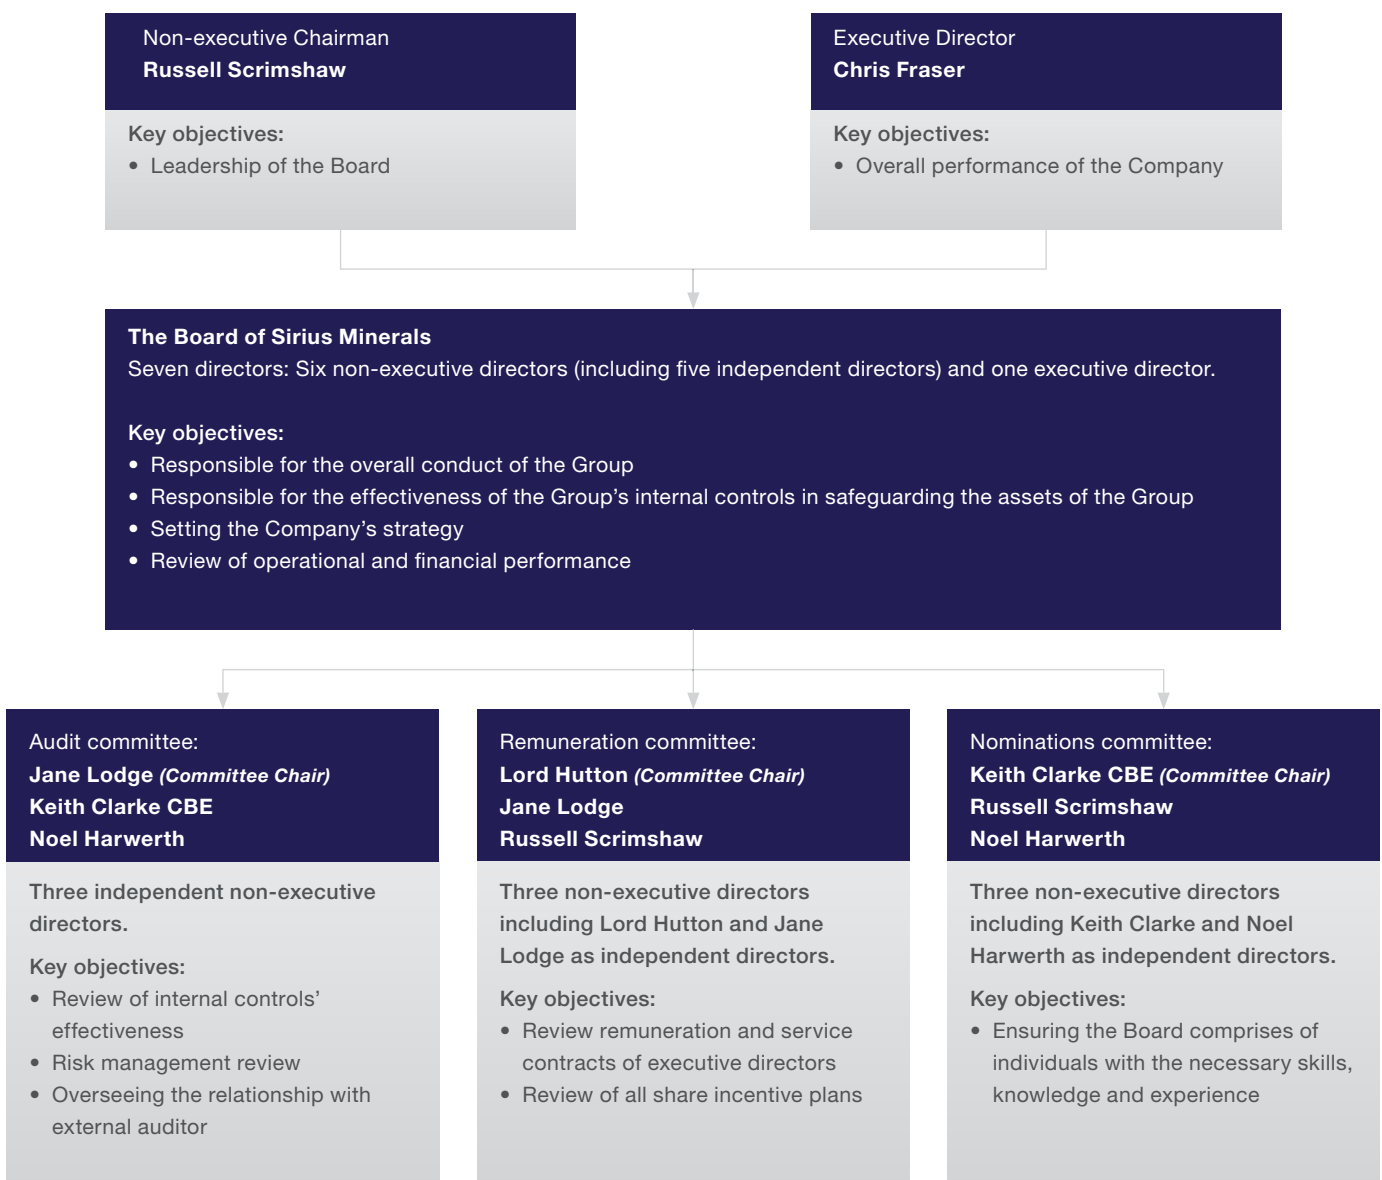 Non-executive Chairman
Russell Scrimshaw
Key objectives:
• Leadership of the Board
Executive Director
Chris Fraser
Key objectives:
• Overall performance of the Company
The Board of Sirius Minerals
Seven directors: Six non-executive directors (including five independent directors) and one executive director.
Key objectives:
• Responsible for the overall conduct of the Group
• Responsible for the effectiveness of the Group’s internal controls in safeguarding the assets of the Group
• Setting the Company’s strategy
• Review of operational and financial performance
Audit committee:
Jane Lodge (Committee Chair)
Keith Clarke CBE
Noel Harwerth
Three independent non-executive
directors.
Key objectives:
• Review of internal controls’
effectiveness
• Risk management review
• Overseeing the relationship with
external auditor
Remuneration committee:
Lord Hutton (Committee Chair)
Jane Lodge
Russell Scrimshaw
Three non-executive directors
including Lord Hutton and Jane
Lodge as independent directors.
Key objectives:
• Review remuneration and service
contracts of executive directors
• Review of all share incentive plans
Nominations committee:
Keith Clarke CBE (Committee Chair)
Russell Scrimshaw
Noel Harwerth
Three non-executive directors
including Keith Clarke and Noel
Harwerth as independent directors.
Key objectives:
• Ensuring the Board comprises of
individuals with the necessary skills,
knowledge and experience